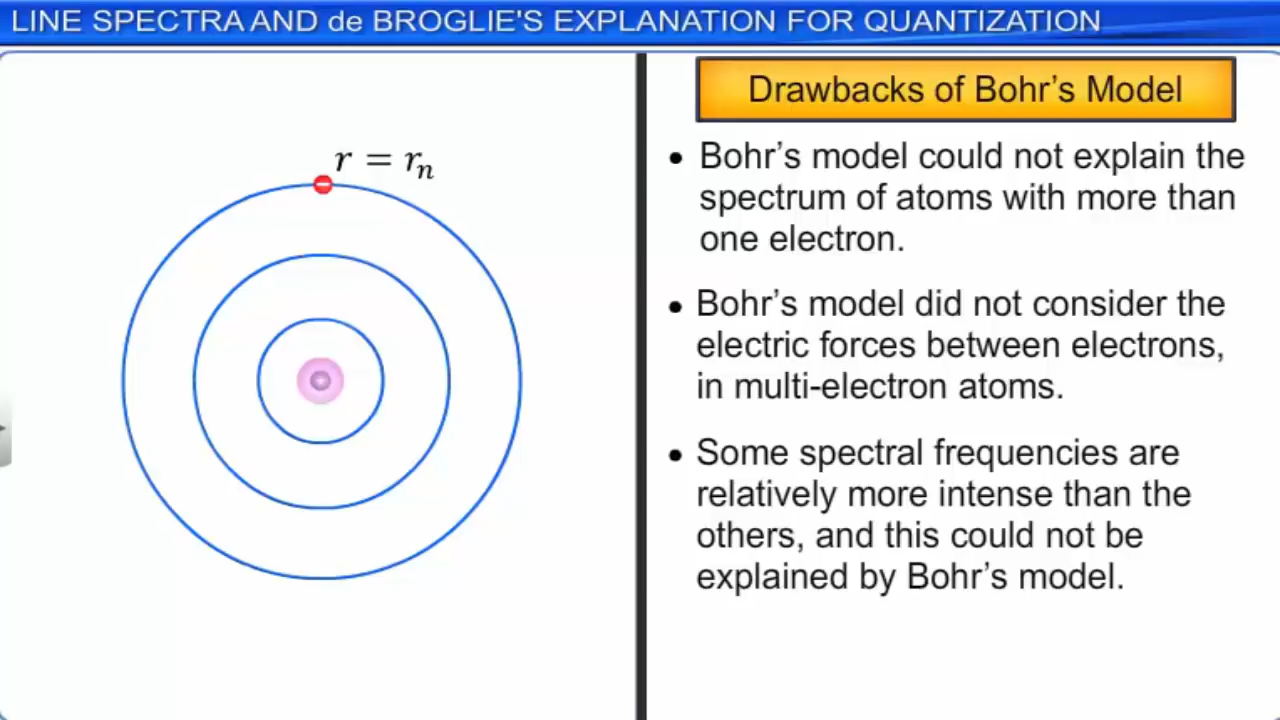 LINE SPECTRA AND de BROGLIE'S EXPLANATION FOR QUANTIZATION
r = rₙ
Drawbacks of Bohr's Model
• Bohr's model could not explain the
spectrum of atoms with more than
one electron.
• Bohr's model did not consider the
electric forces between electrons,
in multi-electron atoms.
• Some spectral frequencies are
relatively more intense than the
others, and this could not be
explained by Bohr's model.